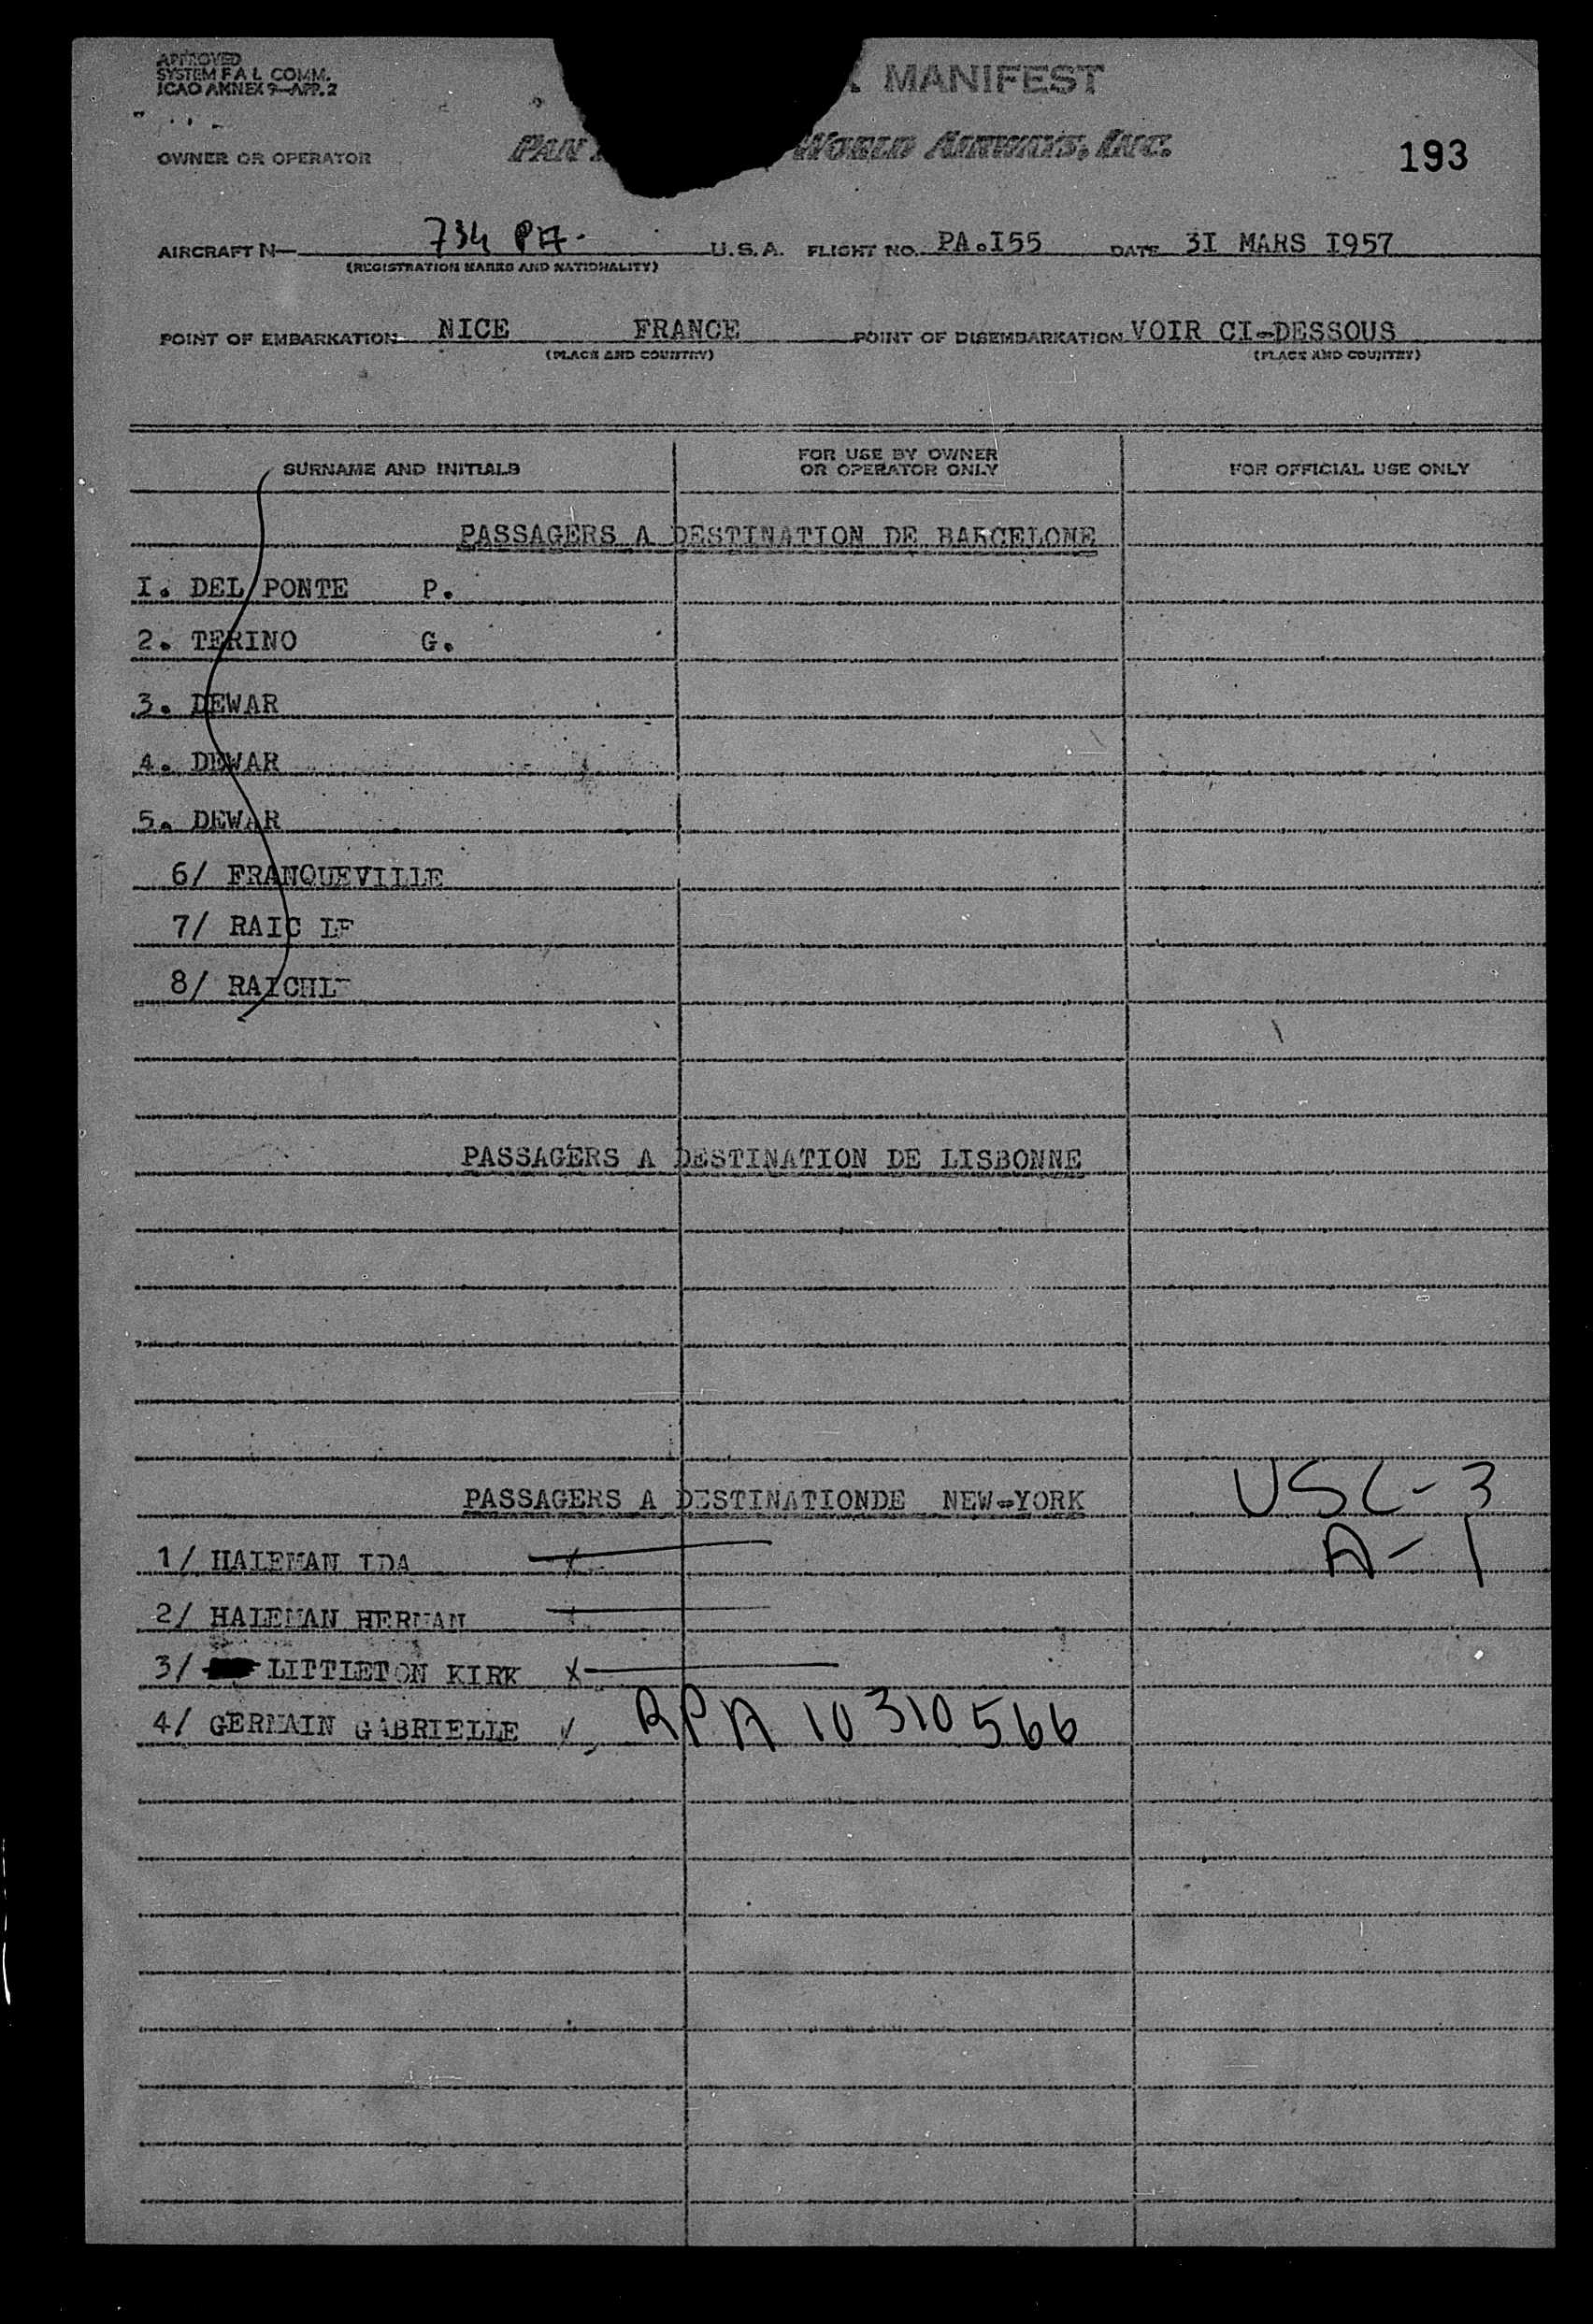 APPROVED
SYSTEM F A L COMM.
ICAO ANNEX 9-APP. 2
MANIFEST
OWNER OR OPERATOR
PAN WORLD AIRWAYS, INC.
193
AIRCRAFT N- 734 PA. U.S.A. FLIGHT NO. PA.I55 DATE 3I MARS I957
(REGISTRATION MARKS AND NATIONALITY)
POINT OF EMBARKATION NICE FRANCE POINT OF DISEMBARKATION VOIR CI-DESSOUS
(PLACE AND COUNTRY) (PLACE AND COUNTRY)
SURNAME AND INITIALS
FOR USE BY OWNER
OR OPERATOR ONLY
FOR OFFICIAL USE ONLY
PASSAGERS A DESTINATION DE BARCELONE
I. DEL PONTE P.
2. TERINO G.
3. DEWAR
4. DEWAR
5. DEWAR
6/ FRANQUEVILLE
7/ RAIC LE
8/ RAICHL
PASSAGERS A DESTINATION DE LISBONNE
PASSAGERS A DESTINATIONDE NEW-YORK USC-3
1/ HALEMAN IDA A-1
2/ HALEMAN HERMAN
3/ LITTLETON KIRK X
4/ GERMAIN GABRIELLE RPA 10310566